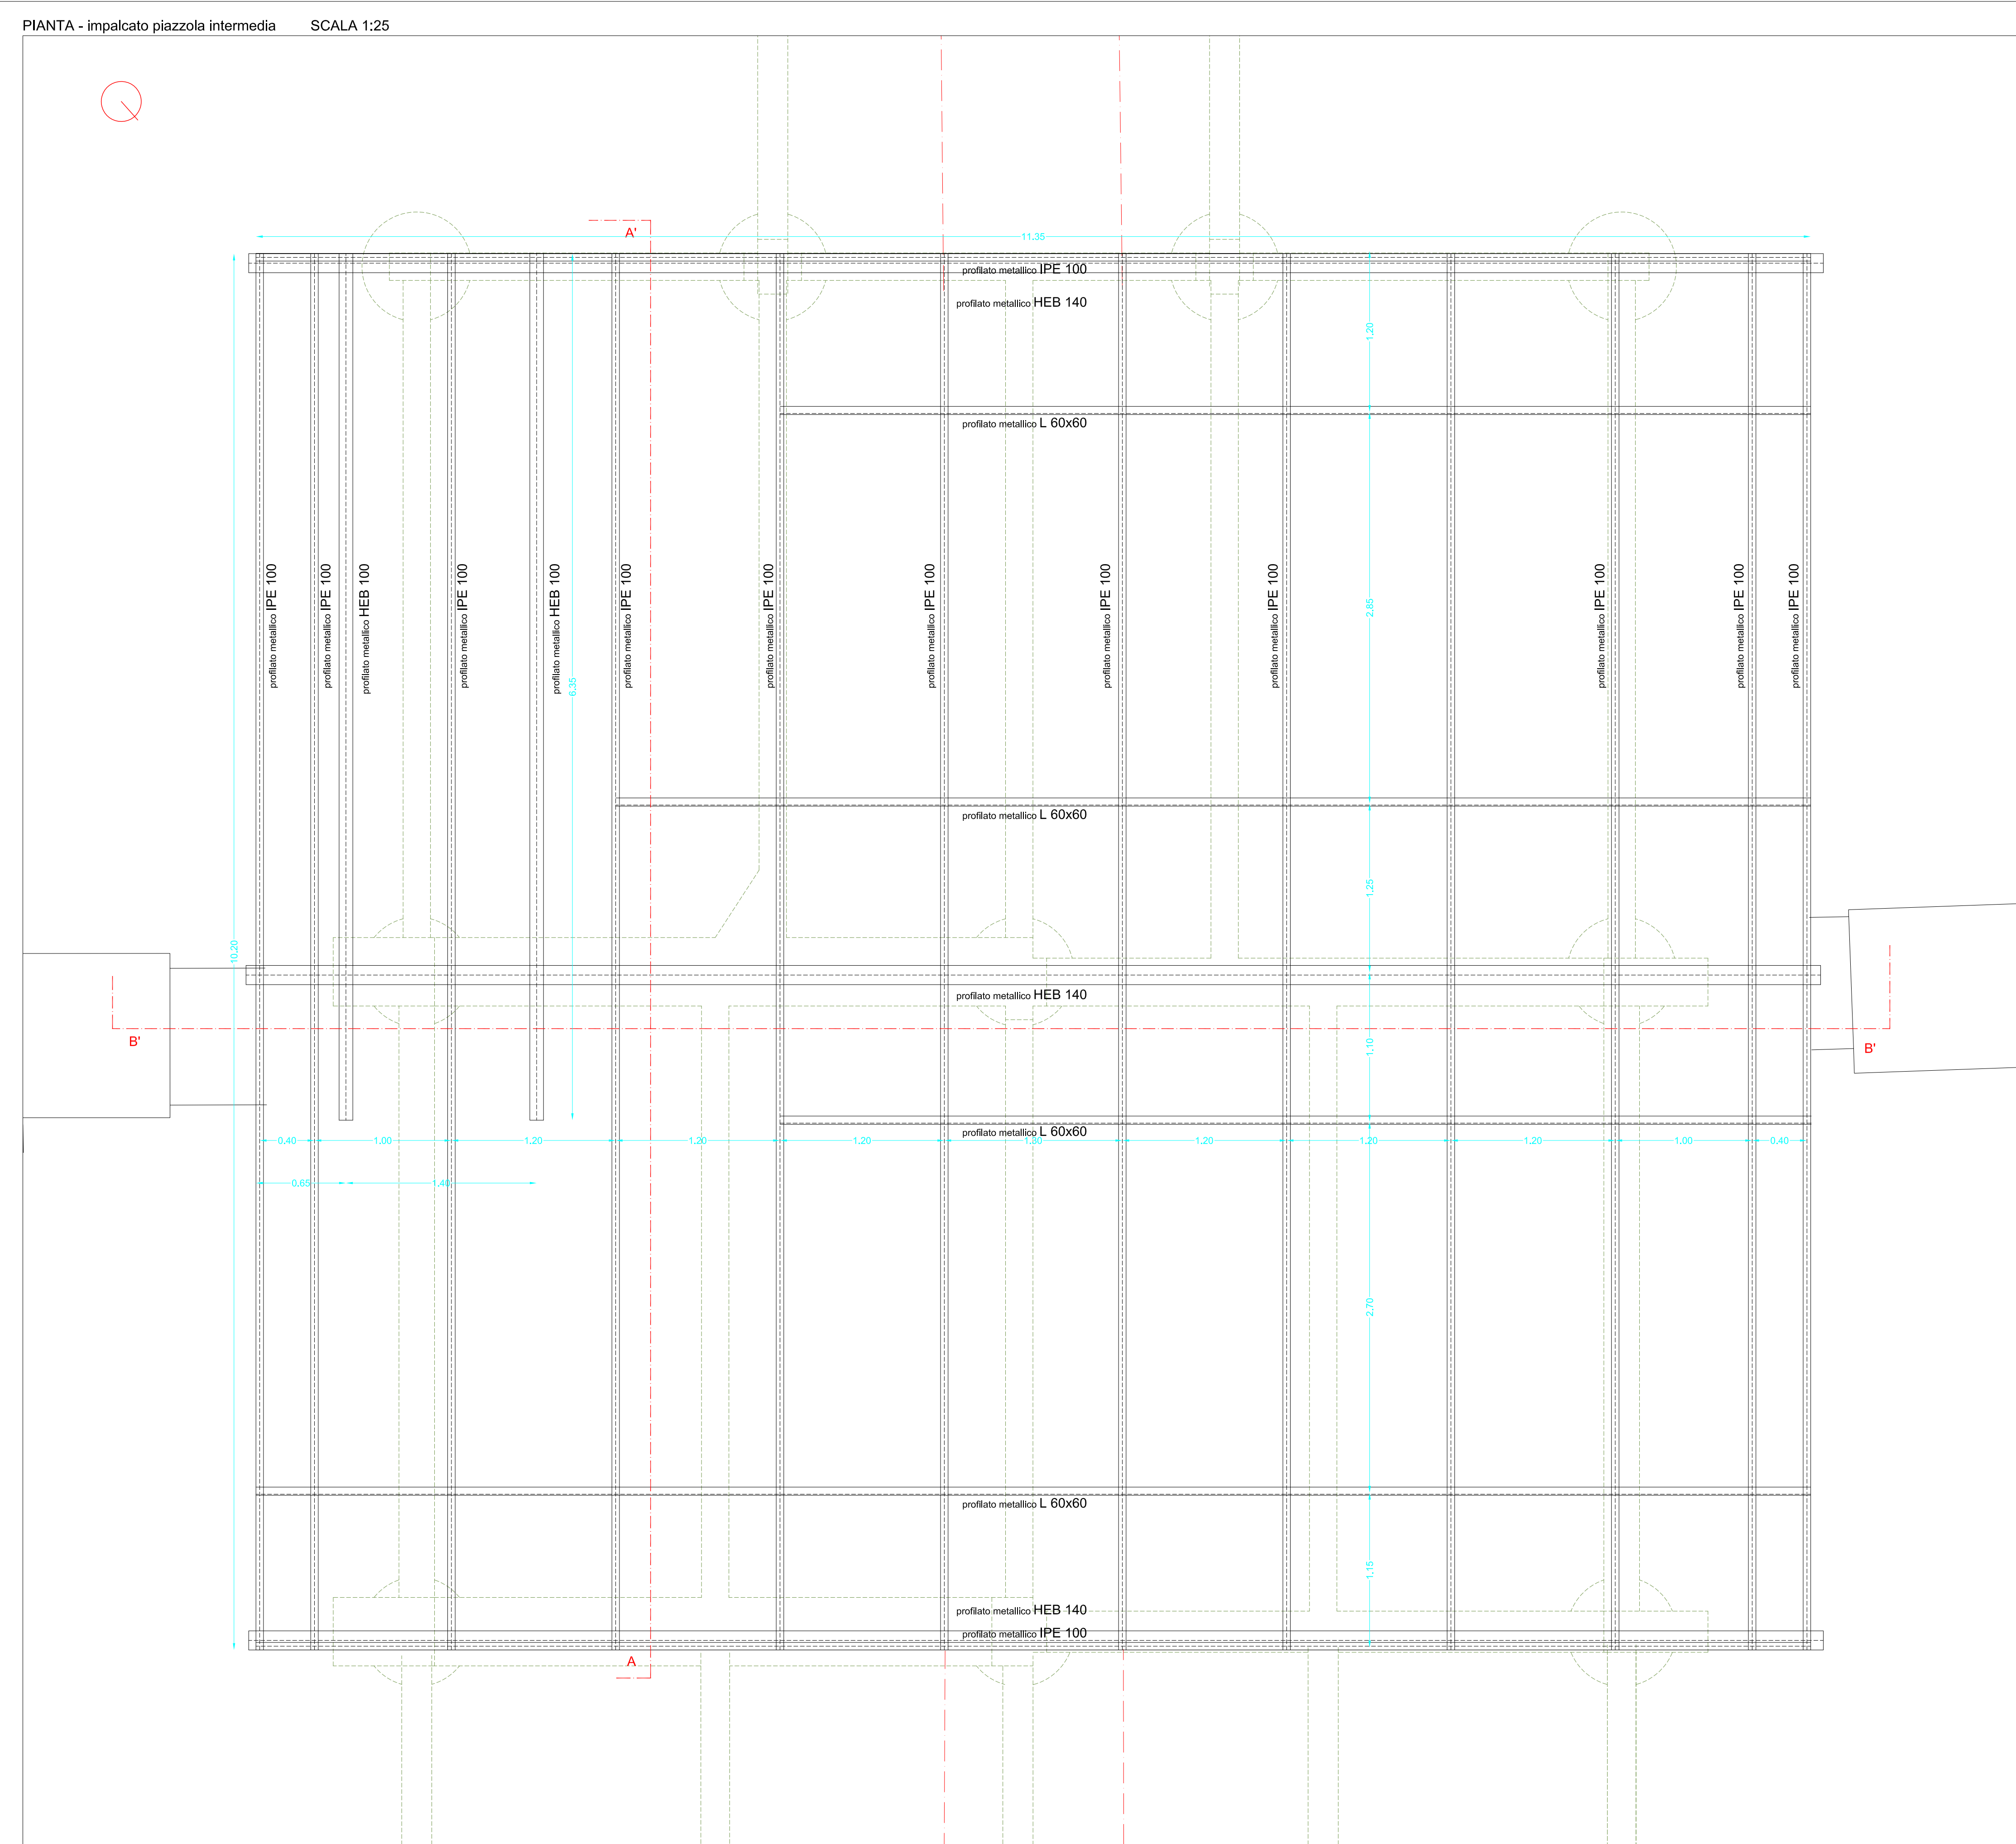 PIANTA - impalcato piazzola intermedia SCALA 1:25
A'
11.35
profilato metallico IPE 100
profilato metallico HEB 140
1.20
profilato metallico L 60x60
profilato metallico IPE 100
profilato metallico IPE 100
profilato metallico HEB 100
profilato metallico IPE 100
profilato metallico HEB 100
profilato metallico IPE 100
profilato metallico IPE 100
profilato metallico IPE 100
profilato metallico IPE 100
profilato metallico IPE 100
profilato metallico IPE 100
profilato metallico IPE 100
profilato metallico IPE 100
2.85
6.35
profilato metallico L 60x60
1.25
10.20
profilato metallico HEB 140
B'
B'
1.10
profilato metallico L 60x60
0.40
1.00
1.20
1.20
1.20
1.30
1.20
1.20
1.20
1.00
0.40
0.65
1.40
2.70
profilato metallico L 60x60
1.15
profilato metallico HEB 140
profilato metallico IPE 100
A